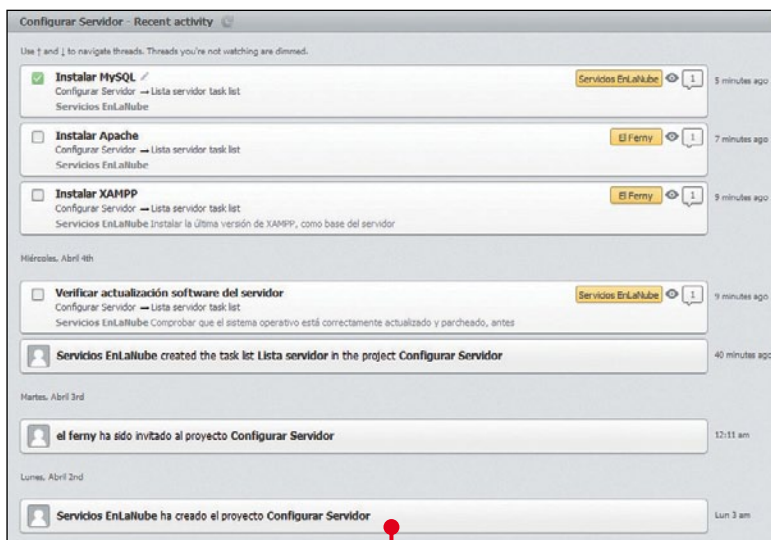 Configurar Servidor - Recent activity
Use ↑ and ↓ to navigate threads. Threads you're not watching are dimmed.
Instalar MySQL
Servicios EnLaNube
1
5 minutes ago
Configurar Servidor → Lista servidor task list
Servicios EnLaNube
Instalar Apache
El Ferny
1
7 minutes ago
Configurar Servidor → Lista servidor task list
Servicios EnLaNube
Instalar XAMPP
El Ferny
1
9 minutes ago
Configurar Servidor → Lista servidor task list
Servicios EnLaNube Instalar la última versión de XAMPP, como base del servidor
Miércoles, Abril 4th
Verificar actualización software del servidor
Servicios EnLaNube
1
9 minutes ago
Configurar Servidor → Lista servidor task list
Servicios EnLaNube Comprobar que el sistema operativo está correctamente actualizado y parcheado, antes
Servicios EnLaNube created the task list Lista servidor in the project Configurar Servidor
40 minutes ago
Martes, Abril 3rd
el ferny ha sido invitado al proyecto Configurar Servidor
12:11 am
Lunes, Abril 2nd
Servicios EnLaNube ha creado el proyecto Configurar Servidor
Lun 3 am